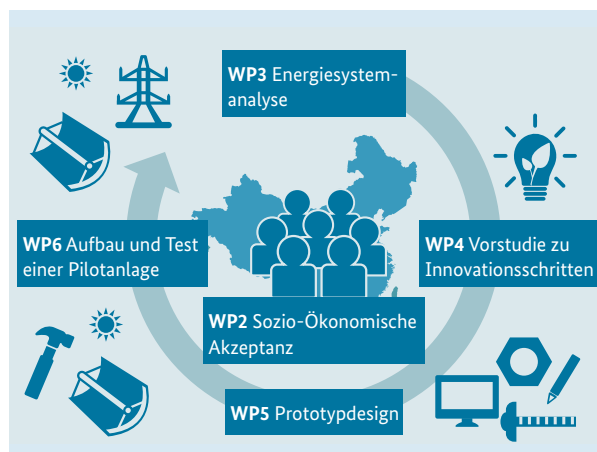 WP3 Energiesystem-
analyse
WP6 Aufbau und Test
einer Pilotanlage
WP4 Vorstudie zu
Innovationsschritten
WP2 Sozio-Ökonomische
Akzeptanz
WP5 Prototypdesign